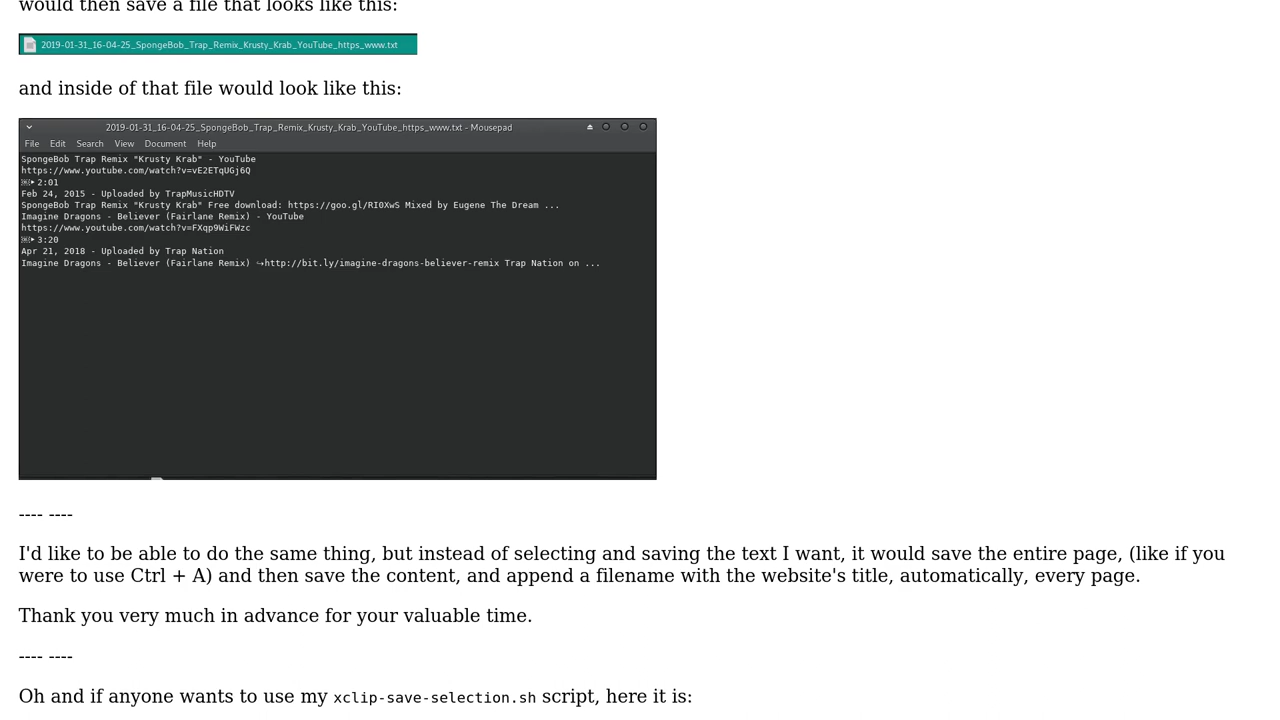 would then save a file that looks like this:
2019-01-31_16-04-25_SpongeBob_Trap_Remix_Krusty_Krab_YouTube_https_www.txt
and inside of that file would look like this:
2019-01-31_16-04-25_SpongeBob_Trap_Remix_Krusty_Krab_YouTube_https_www.txt - Mousepad
File Edit Search View Document Help
SpongeBob Trap Remix "Krusty Krab" - YouTube
https://www.youtube.com/watch?v=vE2ETqUGj6Q
▶ 2:01
Feb 24, 2015 - Uploaded by TrapMusicHDTV
SpongeBob Trap Remix "Krusty Krab" Free download: https://goo.gl/RI0XwS Mixed by Eugene The Dream ...
Imagine Dragons - Believer (Fairlane Remix) - YouTube
https://www.youtube.com/watch?v=FXqp9WiFWzc
▶ 3:20
Apr 21, 2018 - Uploaded by Trap Nation
Imagine Dragons - Believer (Fairlane Remix) ↪http://bit.ly/imagine-dragons-believer-remix Trap Nation on ...
---- ----
I'd like to be able to do the same thing, but instead of selecting and saving the text I want, it would save the entire page, (like if you
were to use Ctrl + A) and then save the content, and append a filename with the website's title, automatically, every page.
Thank you very much in advance for your valuable time.
---- ----
Oh and if anyone wants to use my xclip-save-selection.sh script, here it is: